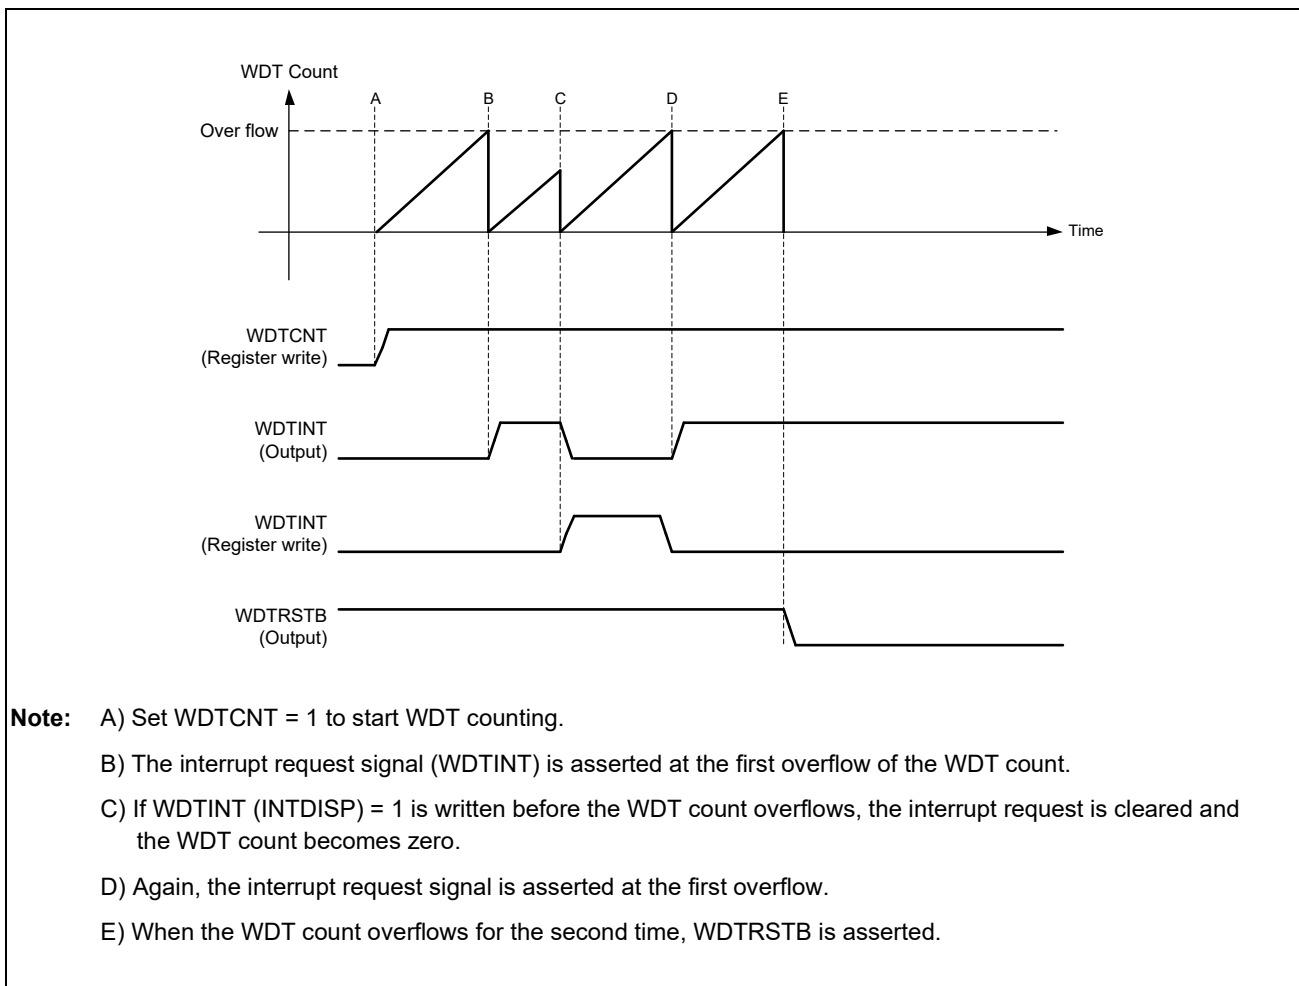 WDT Count
A B C D E
Over flow
Time
WDTCNT
(Register write)
WDTINT
(Output)
WDTINT
(Register write)
WDTRSTB
(Output)
Note: A) Set WDTCNT = 1 to start WDT counting.
B) The interrupt request signal (WDTINT) is asserted at the first overflow of the WDT count.
C) If WDTINT (INTDISP) = 1 is written before the WDT count overflows, the interrupt request is cleared and
the WDT count becomes zero.
D) Again, the interrupt request signal is asserted at the first overflow.
E) When the WDT count overflows for the second time, WDTRSTB is asserted.